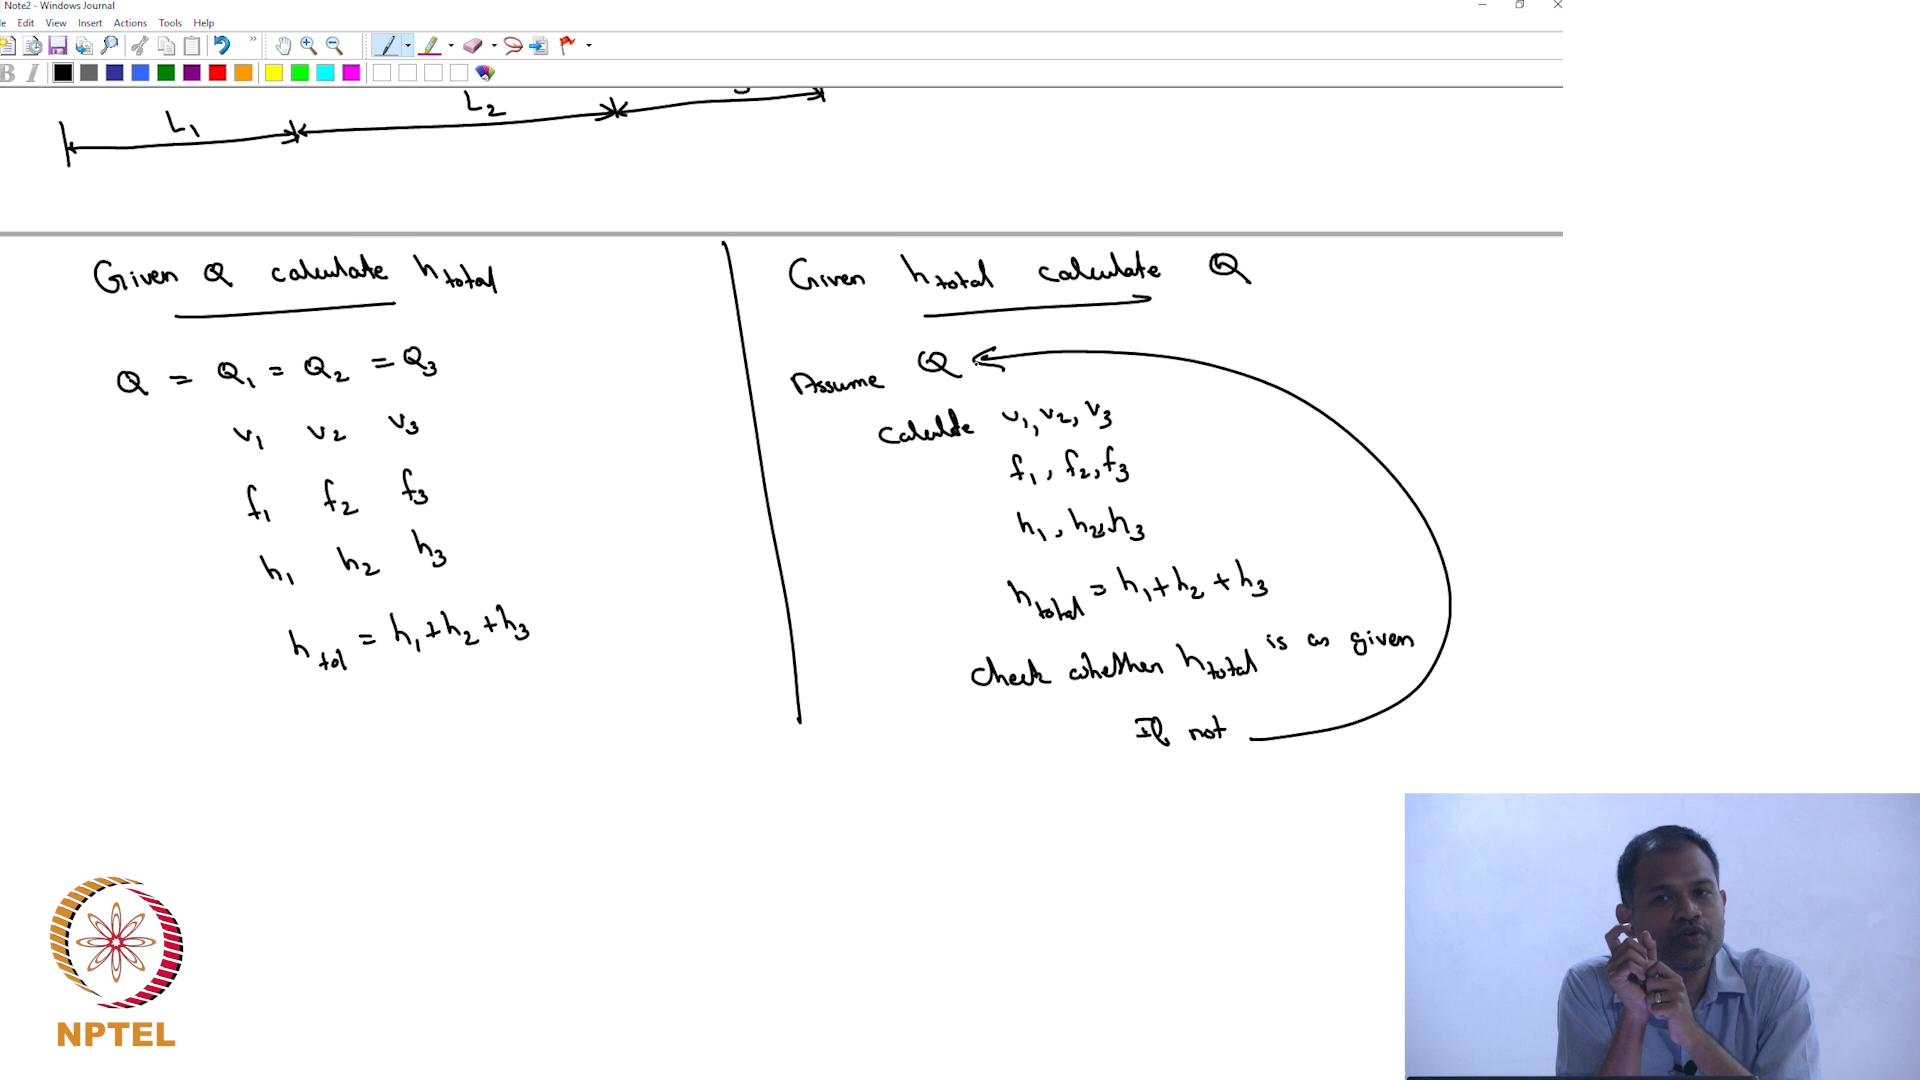 Note2 - Windows Journal
Edit View Insert Actions Tools Help
B I
L1 L2
Given Q calculate htotal
Q = Q1 = Q2 = Q3
v1 v2 v3
f1 f2 f3
h1 h2 h3
htol = h1+h2+h3
Given htotal calculate Q
Assume Q
calculate v1, v2, v3
f1, f2, f3
h1, h2, h3
htotal = h1+h2+h3
check whether htotal is as given
If not
NPTEL